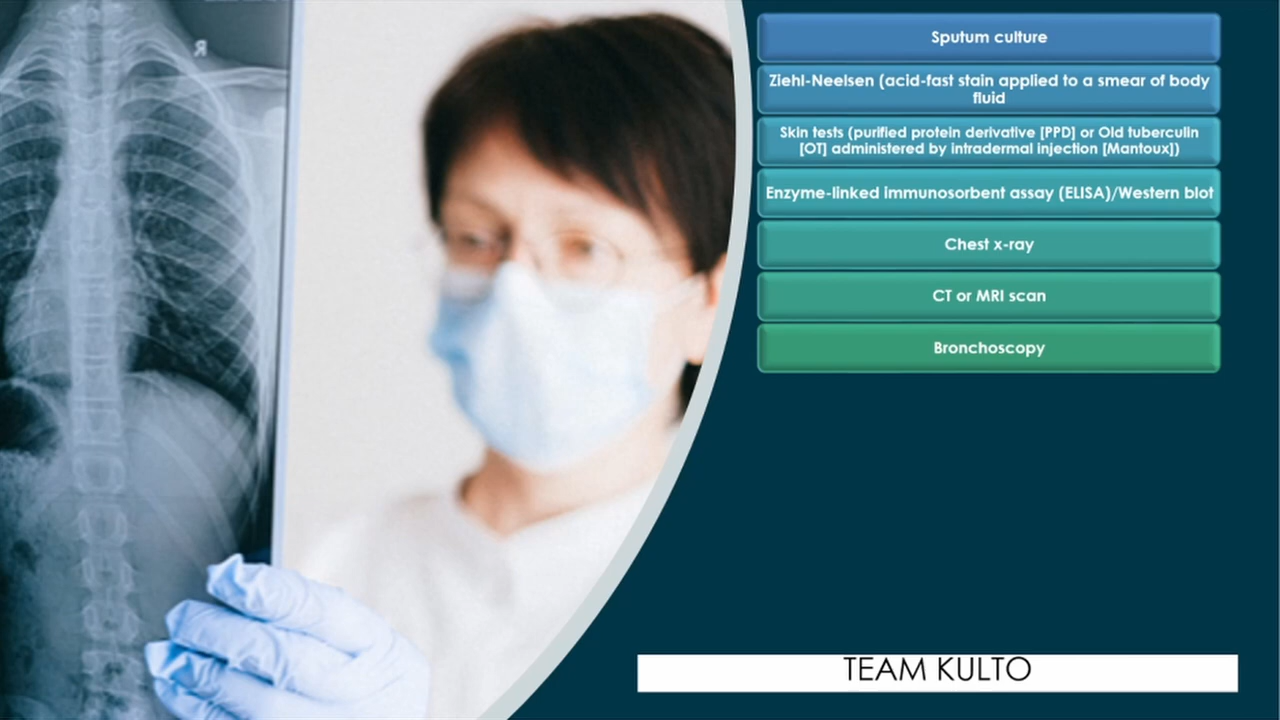 R
Sputum culture
Ziehl-Neelsen (acid-fast stain applied to a smear of body
fluid
Skin tests (purified protein derivative [PPD] or Old tuberculin
[OT] administered by intradermal injection [Mantoux])
Enzyme-linked immunosorbent assay (ELISA)/Western blot
Chest x-ray
CT or MRI scan
Bronchoscopy
TEAM KULTO